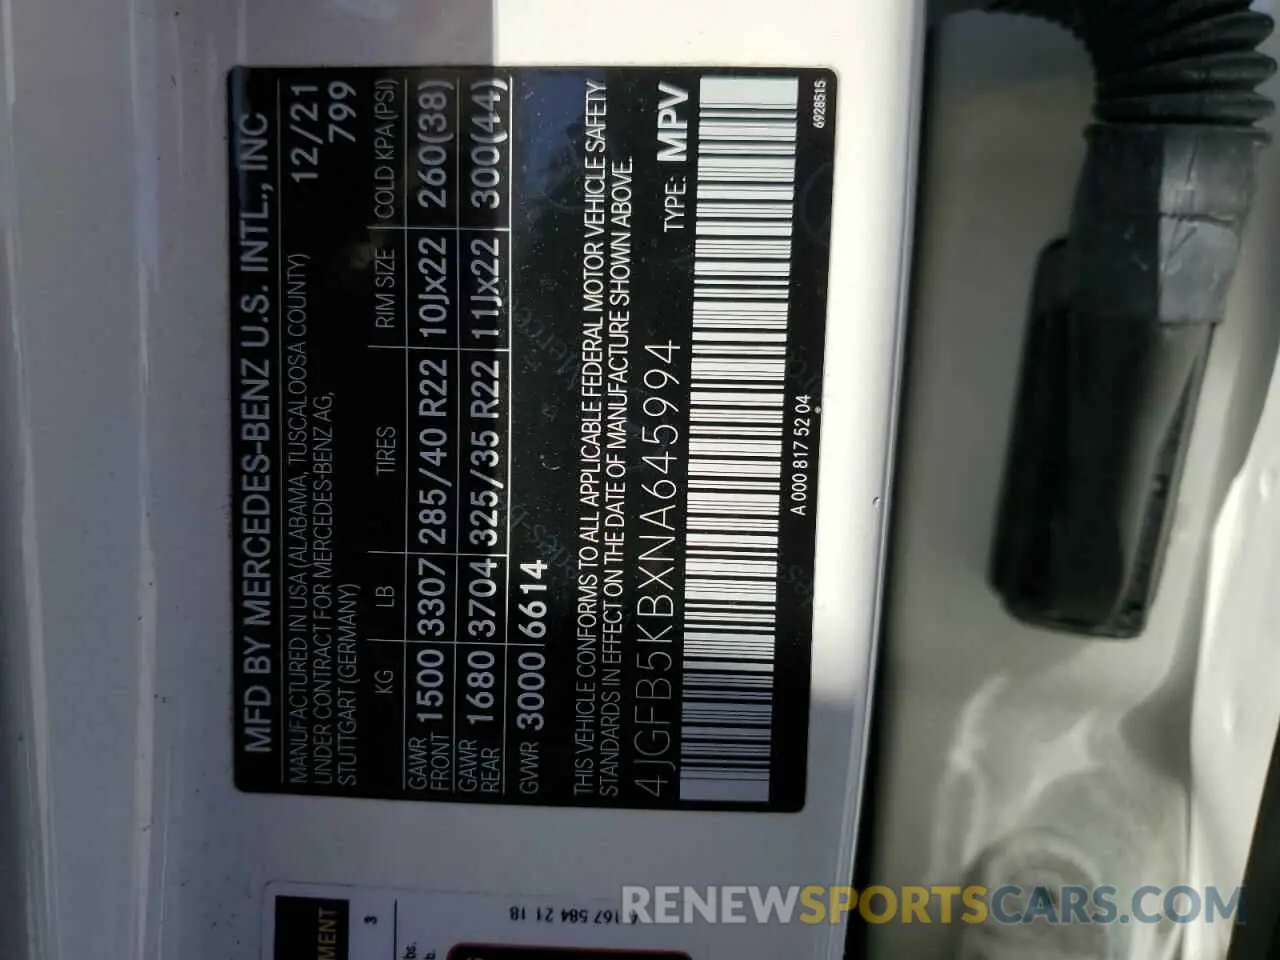 MFD BY MERCEDES-BENZ U.S. INTL., INC
MANUFACTURED IN USA (ALABAMA, TUSCALOOSA COUNTY) 12/21
UNDER CONTRACT FOR MERCEDES-BENZ AG, 799
STUTTGART (GERMANY)
KG LB TIRES RIM SIZE COLD KPA (PSI)
GAWR FRONT 1500 3307 285/40 R22 10Jx22 260(38)
GAWR REAR 1680 3704 325/35 R22 11Jx22 300(44)
GVWR 3000 6614
THIS VEHICLE CONFORMS TO ALL APPLICABLE FEDERAL MOTOR VEHICLE SAFETY
STANDARDS IN EFFECT ON THE DATE OF MANUFACTURE SHOWN ABOVE.
4JGFB5KBXNA645994 TYPE: MPV
A 000 817 52 04 6928515
MENT
3
bs.
b.
A 167 584 21 18
RENEWSPORTSCARS.COM